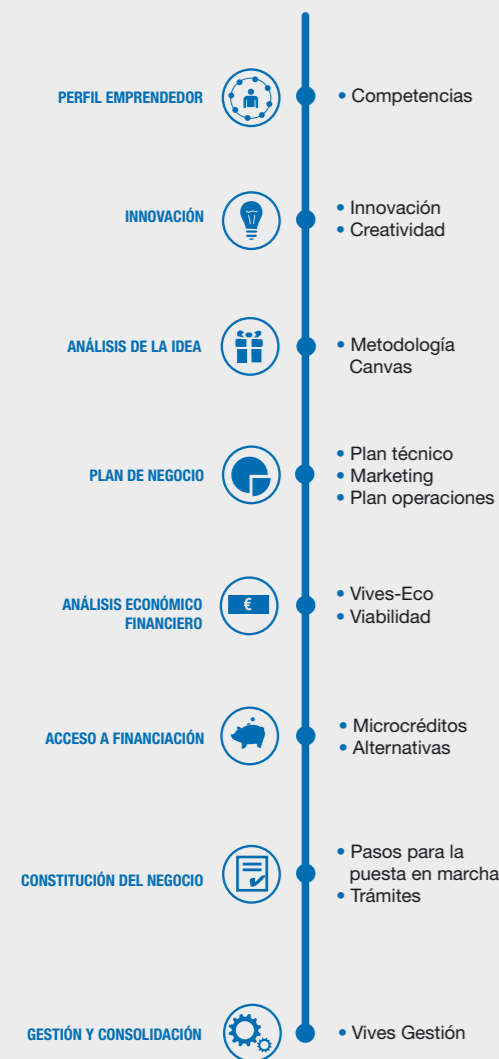 PERFIL EMPRENDEDOR
• Competencias
INNOVACIÓN
• Innovación
• Creatividad
ANÁLISIS DE LA IDEA
• Metodología
Canvas
PLAN DE NEGOCIO
• Plan técnico
• Marketing
• Plan operaciones
ANÁLISIS ECONÓMICO
FINANCIERO
€
• Vives-Eco
• Viabilidad
ACCESO A FINANCIACIÓN
• Microcréditos
• Alternativas
CONSTITUCIÓN DEL NEGOCIO
• Pasos para la
puesta en marcha
• Trámites
GESTIÓN Y CONSOLIDACIÓN
• Vives Gestión